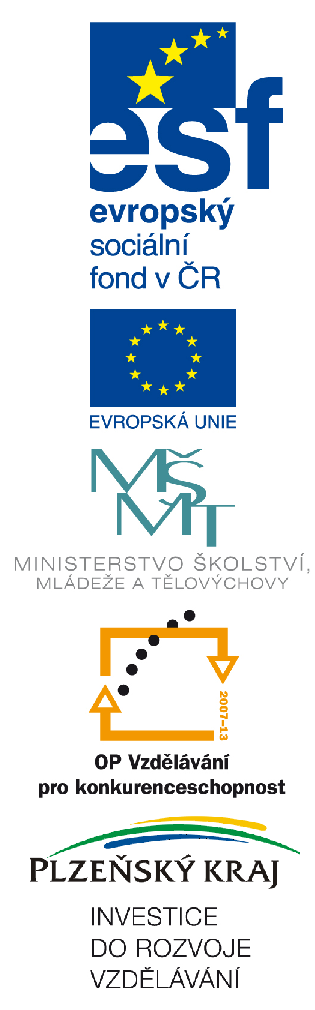 esf
evropský
sociální
fond v ČR
EVROPSKÁ UNIE
MŠMT
MINISTERSTVO ŠKOLSTVÍ,
MLÁDEŽE A TĚLOVÝCHOVY
2007-13
OP Vzdělávání
pro konkurenceschopnost
PLZEŇSKÝ KRAJ
INVESTICE
DO ROZVOJE
VZDĚLÁVÁNÍ